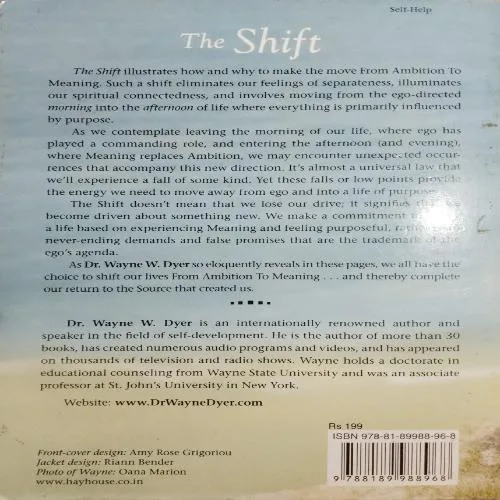 Self-Help
The Shift
The Shift illustrates how and why to make the move From Ambition To
Meaning. Such a shift eliminates our feelings of separateness, illuminates
our spiritual connectedness, and involves moving from the ego-directed
morning into the afternoon of life where everything is primarily influenced
by purpose.
As we contemplate leaving the morning of our life, where ego has
played a commanding role, and entering the afternoon (and evening),
where Meaning replaces Ambition, we may encounter unexpected occur-
rences that accompany this new direction. It's almost a universal law that
we'll experience a fall of some kind. Yet these falls or low points provide
the energy we need to move away from ego and into a life of purpose.
The Shift doesn't mean that we lose our drive; it signifies
become driven about something new. We make a commitment
a life based on experiencing Meaning and feeling purposeful,
never-ending demands and false promises that are the trademark of the
ego's agenda.
As Dr. Wayne W. Dyer so eloquently reveals in these pages, we all have the
choice to shift our lives From Ambition To Meaning . . . and thereby complete
our return to the Source that created us.
Dr. Wayne W. Dyer is an internationally renowned author and
speaker in the field of self-development. He is the author of more than 30
books, has created numerous audio programs and videos, and has appeared
on thousands of television and radio shows. Wayne holds a doctorate in
educational counseling from Wayne State University and was an associate
professor at St. John's University in New York.
Website: www.DrWayneDyer.com
Rs 199
ISBN 978-81-89988-96-8
9 788189 988968
Front-cover design: Amy Rose Grigoriou
Jacket design: Riann Bender
Photo of Wayne: Oana Marion
www.hayhouse.co.in